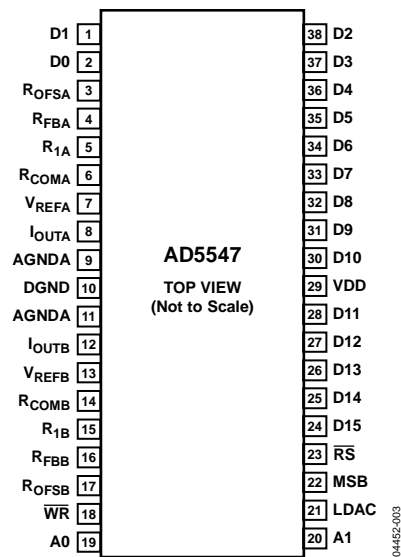 D1 1
D0 2
ROFSA 3
RFBA 4
R1A 5
RCOMA 6
VREFA 7
IOUTA 8
AGNDA 9
DGND 10
AGNDA 11
IOUTB 12
VREFB 13
RCOMB 14
R1B 15
RFBB 16
ROFSB 17
W̅R̅ 18
A0 19
AD5547
TOP VIEW
(Not to Scale)
38 D2
37 D3
36 D4
35 D5
34 D6
33 D7
32 D8
31 D9
30 D10
29 VDD
28 D11
27 D12
26 D13
25 D14
24 D15
23 R̅S̅
22 MSB
21 LDAC
20 A1
04452-003